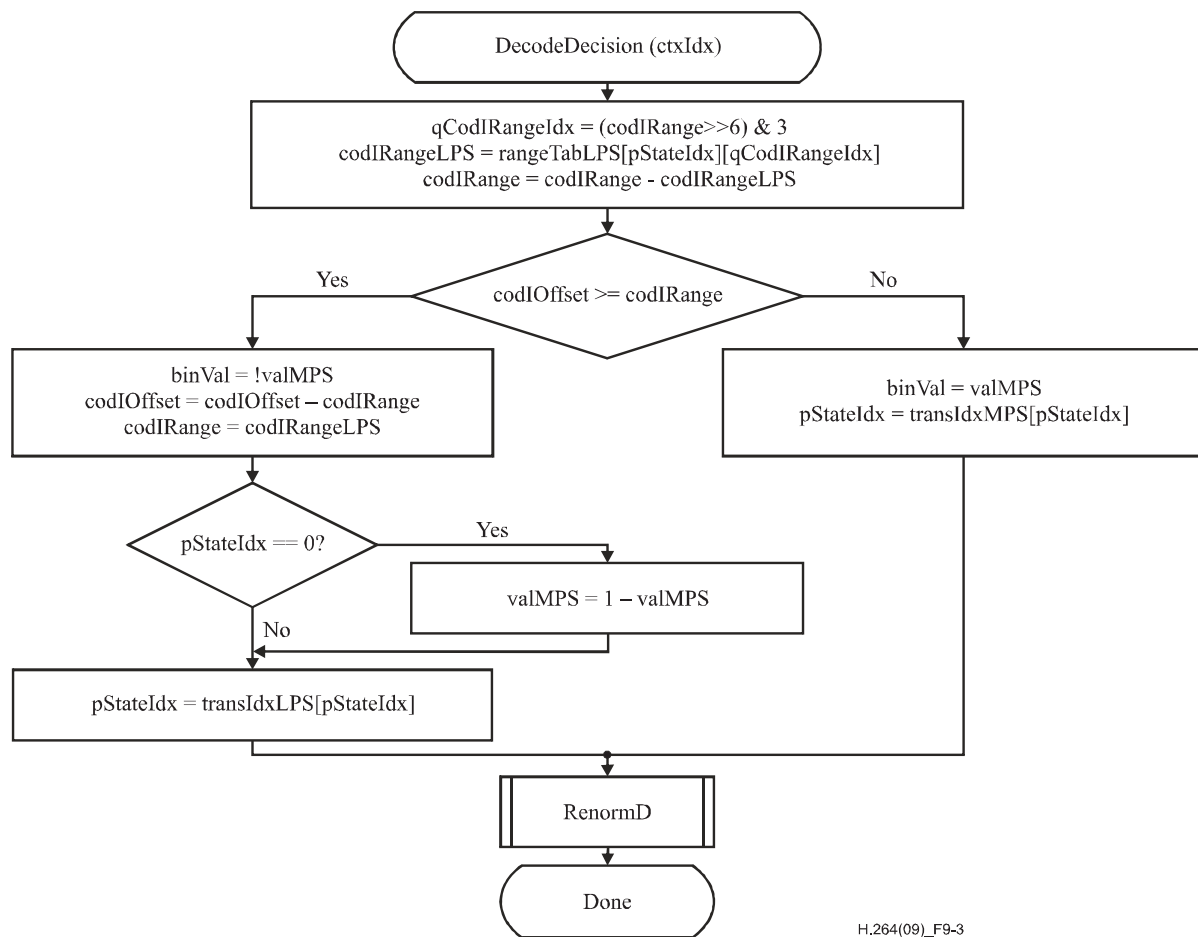 DecodeDecision (ctxIdx)
qCodIRangeIdx = (codIRange>>6) & 3
codIRangeLPS = rangeTabLPS[pStateIdx][qCodIRangeIdx]
codIRange = codIRange - codIRangeLPS
codIOffset >= codIRange
Yes
No
binVal = !valMPS
codIOffset = codIOffset – codIRange
codIRange = codIRangeLPS
binVal = valMPS
pStateIdx = transIdxMPS[pStateIdx]
pStateIdx == 0?
Yes
valMPS = 1 – valMPS
No
pStateIdx = transIdxLPS[pStateIdx]
RenormD
Done
H.264(09)_F9-3